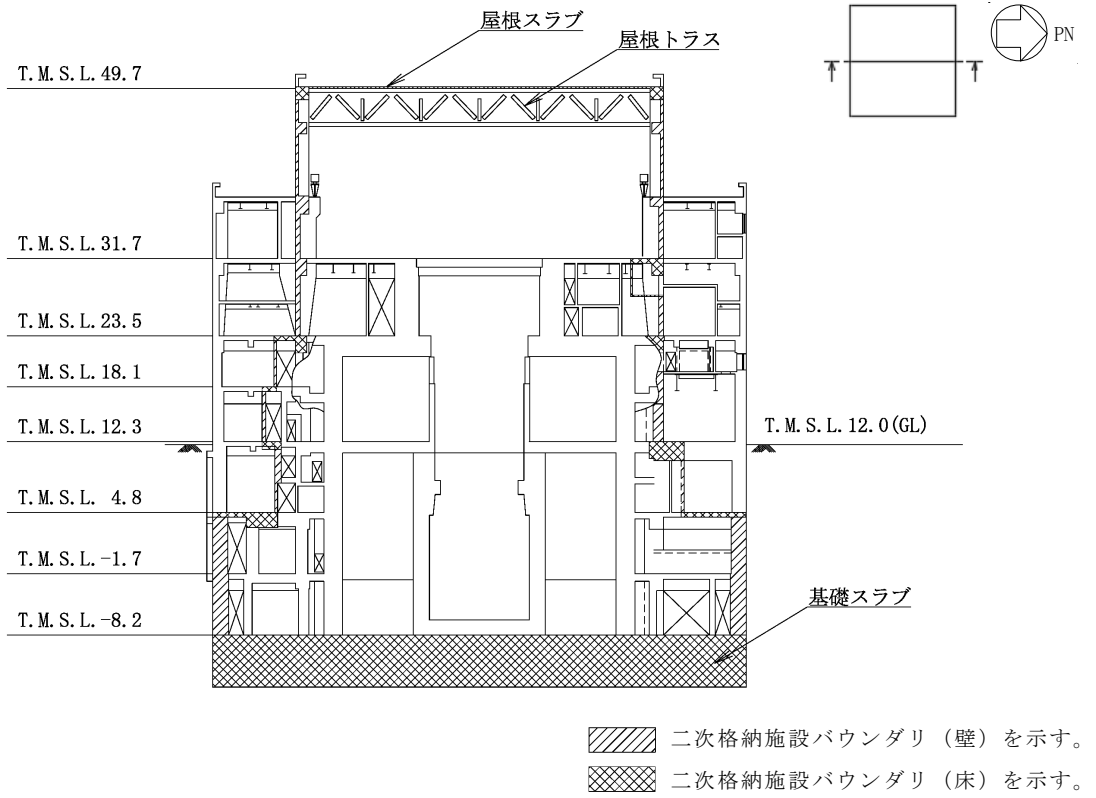 屋根スラブ
屋根トラス
PN
T.M.S.L.49.7
T.M.S.L.31.7
T.M.S.L.23.5
T.M.S.L.18.1
T.M.S.L.12.3
T.M.S.L.12.0(GL)
T.M.S.L. 4.8
T.M.S.L.-1.7
基礎スラブ
T.M.S.L.-8.2
二次格納施設バウンダリ（壁）を示す。
二次格納施設バウンダリ（床）を示す。